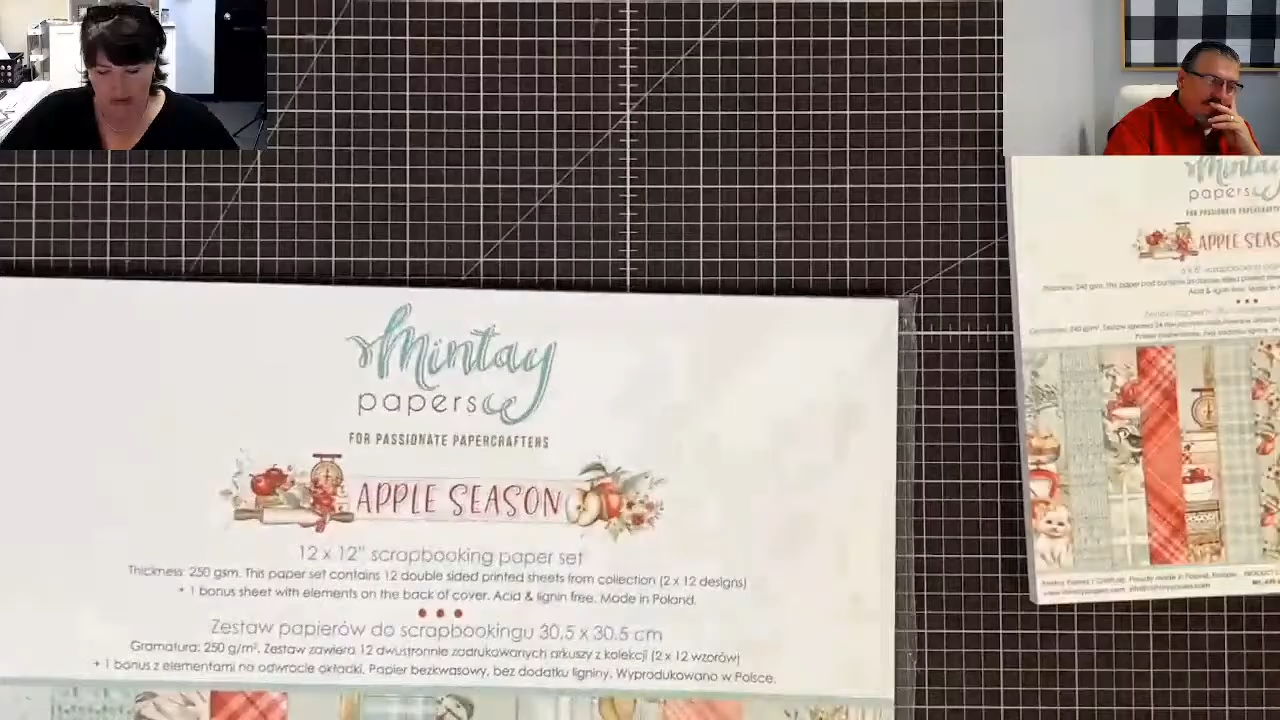 Mintay
papers
FOR PASSIONATE PAPERCRAFTERS
APPLE SEASON
12 x 12" scrapbooking paper set
Thickness: 250 gsm. This paper set contains 12 double sided printed sheets from collection (2 x 12 designs)
+ 1 bonus sheet with elements on the back of cover. Acid & lignin free. Made in Poland.
Zestaw papierów do scrapbookingu 30,5 x 30,5 cm
Gramatura: 250 g/m². Zestaw zawiera 12 dwustronnie zadrukowanych arkuszy z kolekcji (2 x 12 wzorów)
+ 1 bonus z elementami na odwrocie okładki. Papier bezkwasowy, bez dodatku ligniny. Wyprodukowano w Polsce.
Mintay
papers
FOR PASSIONATE
APPLE